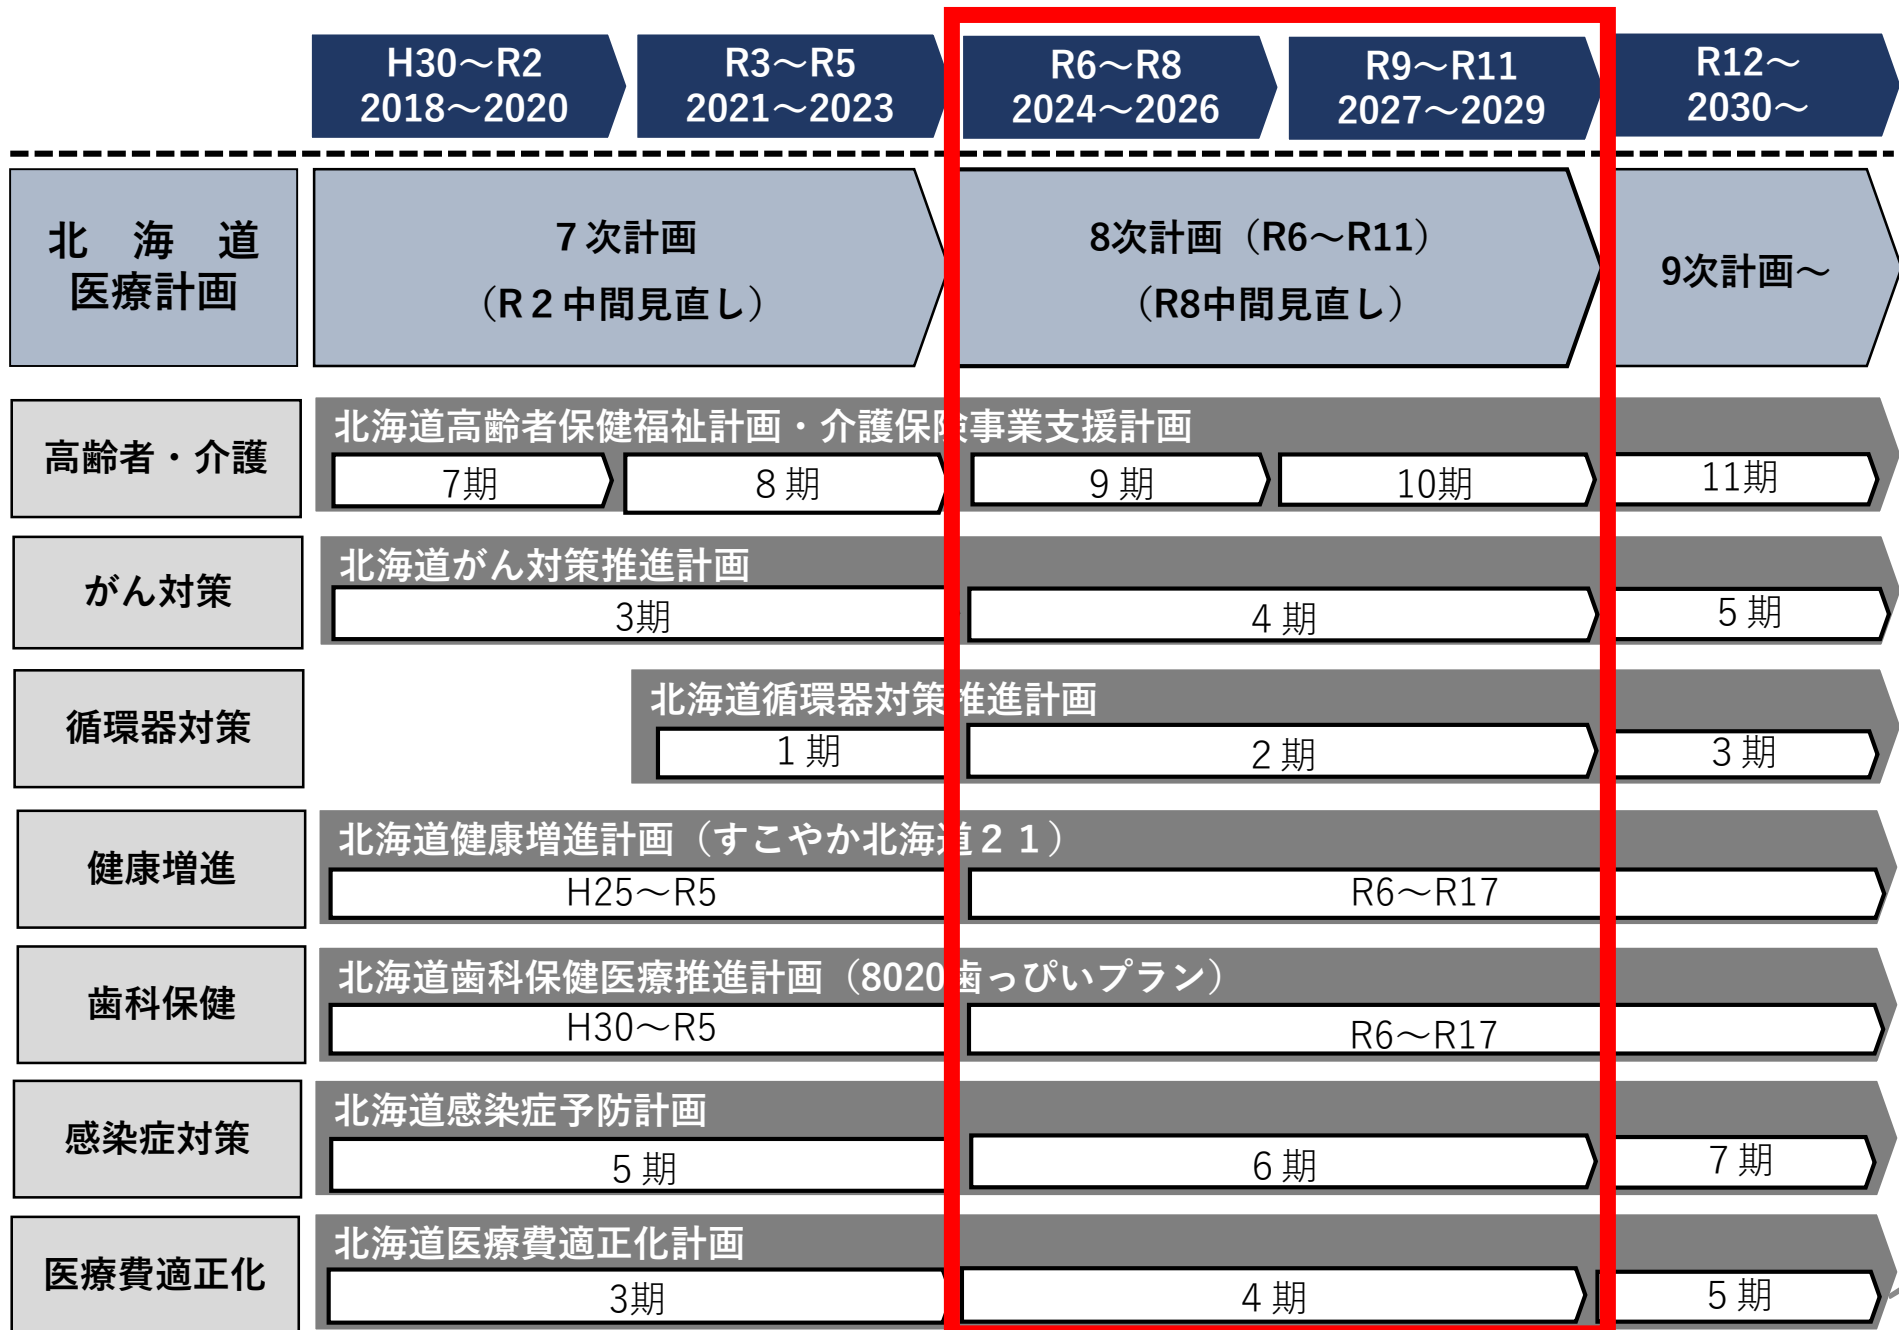 H30～R2
2018～2020
R3～R5
2021～2023
R6～R8
2024～2026
R9～R11
2027～2029
R12～
2030～
北　海　道
医療計画
７次計画
（R２中間見直し）
8次計画（R6～R11）
（R8中間見直し）
9次計画～
高齢者・介護
北海道高齢者保健福祉計画・介護保険事業支援計画
7期
８期
９期
10期
11期
がん対策
北海道がん対策推進計画
3期
４期
５期
循環器対策
北海道循環器対策推進計画
１期
２期
３期
健康増進
北海道健康増進計画（すこやか北海道２１）
H25～R5
R6～R17
歯科保健
北海道歯科保健医療推進計画（8020歯っぴいプラン）
H30～R5
R6～R17
感染症対策
北海道感染症予防計画
５期
６期
７期
医療費適正化
北海道医療費適正化計画
3期
４期
５期